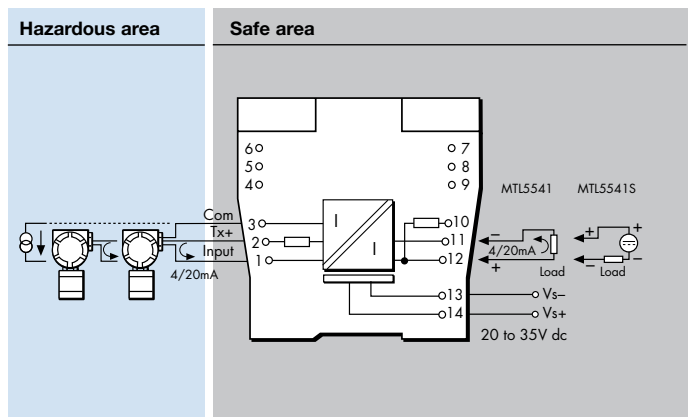 Hazardous area
Safe area
6
5
4
7
8
9
MTL5541
MTL5541S
Com
Tx+
Input
4/20mA
3
2
1
I
I
10
11
12
13
14
−
4/20mA
+
Load
+
+
−
−
Load
Vs−
Vs+
20 to 35V dc